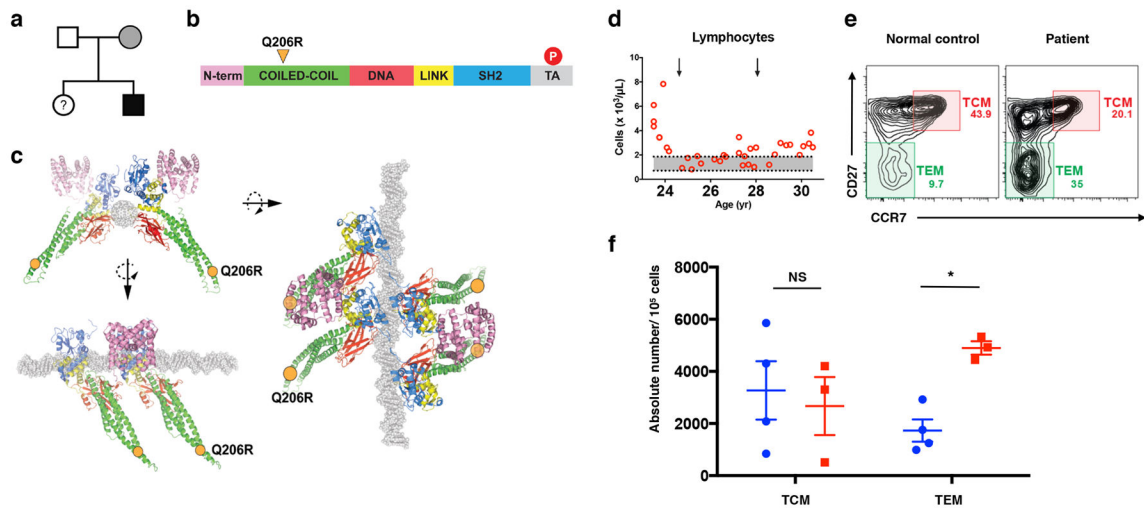 a
?
b
Q206R
P
N-term COILED-COIL DNA LINK SH2 TA
c
Q206R
Q206R
Q206R
d
Lymphocytes
Cells (x 10³/μL)
10
8
6
4
2
0
24 26 28 30
Age (yr)
e
Normal control Patient
TCM
43.9
TEM
9.7
TCM
20.1
TEM
35
CD27
CCR7
f
Absolute number/ 10⁵ cells
8000
6000
4000
2000
0
NS
*
TCM TEM